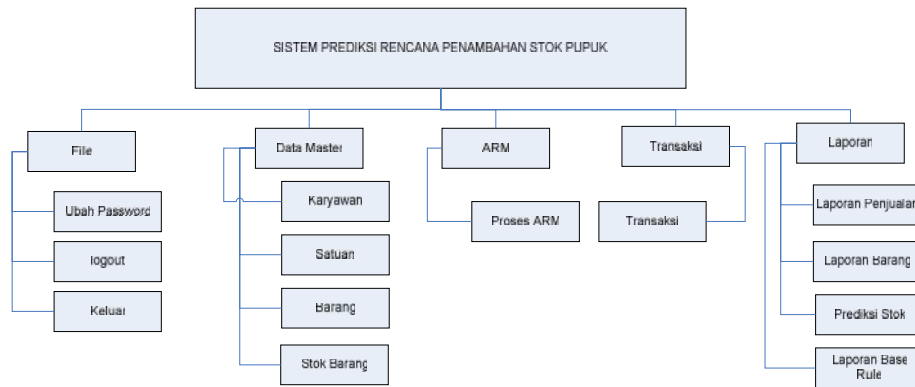 SISTEM PREDIKSI RENCANA PENAMBAHAN STOK PUPUK
File
Data Master
ARM
Transaksi
Laporan
Ubah Password
logout
Keluar
Karyawan
Satuan
Barang
Stok Barang
Proses ARM
Transaksi
Laporan Penjualan
Laporan Barang
Prediksi Stok
Laporan Base
Rule